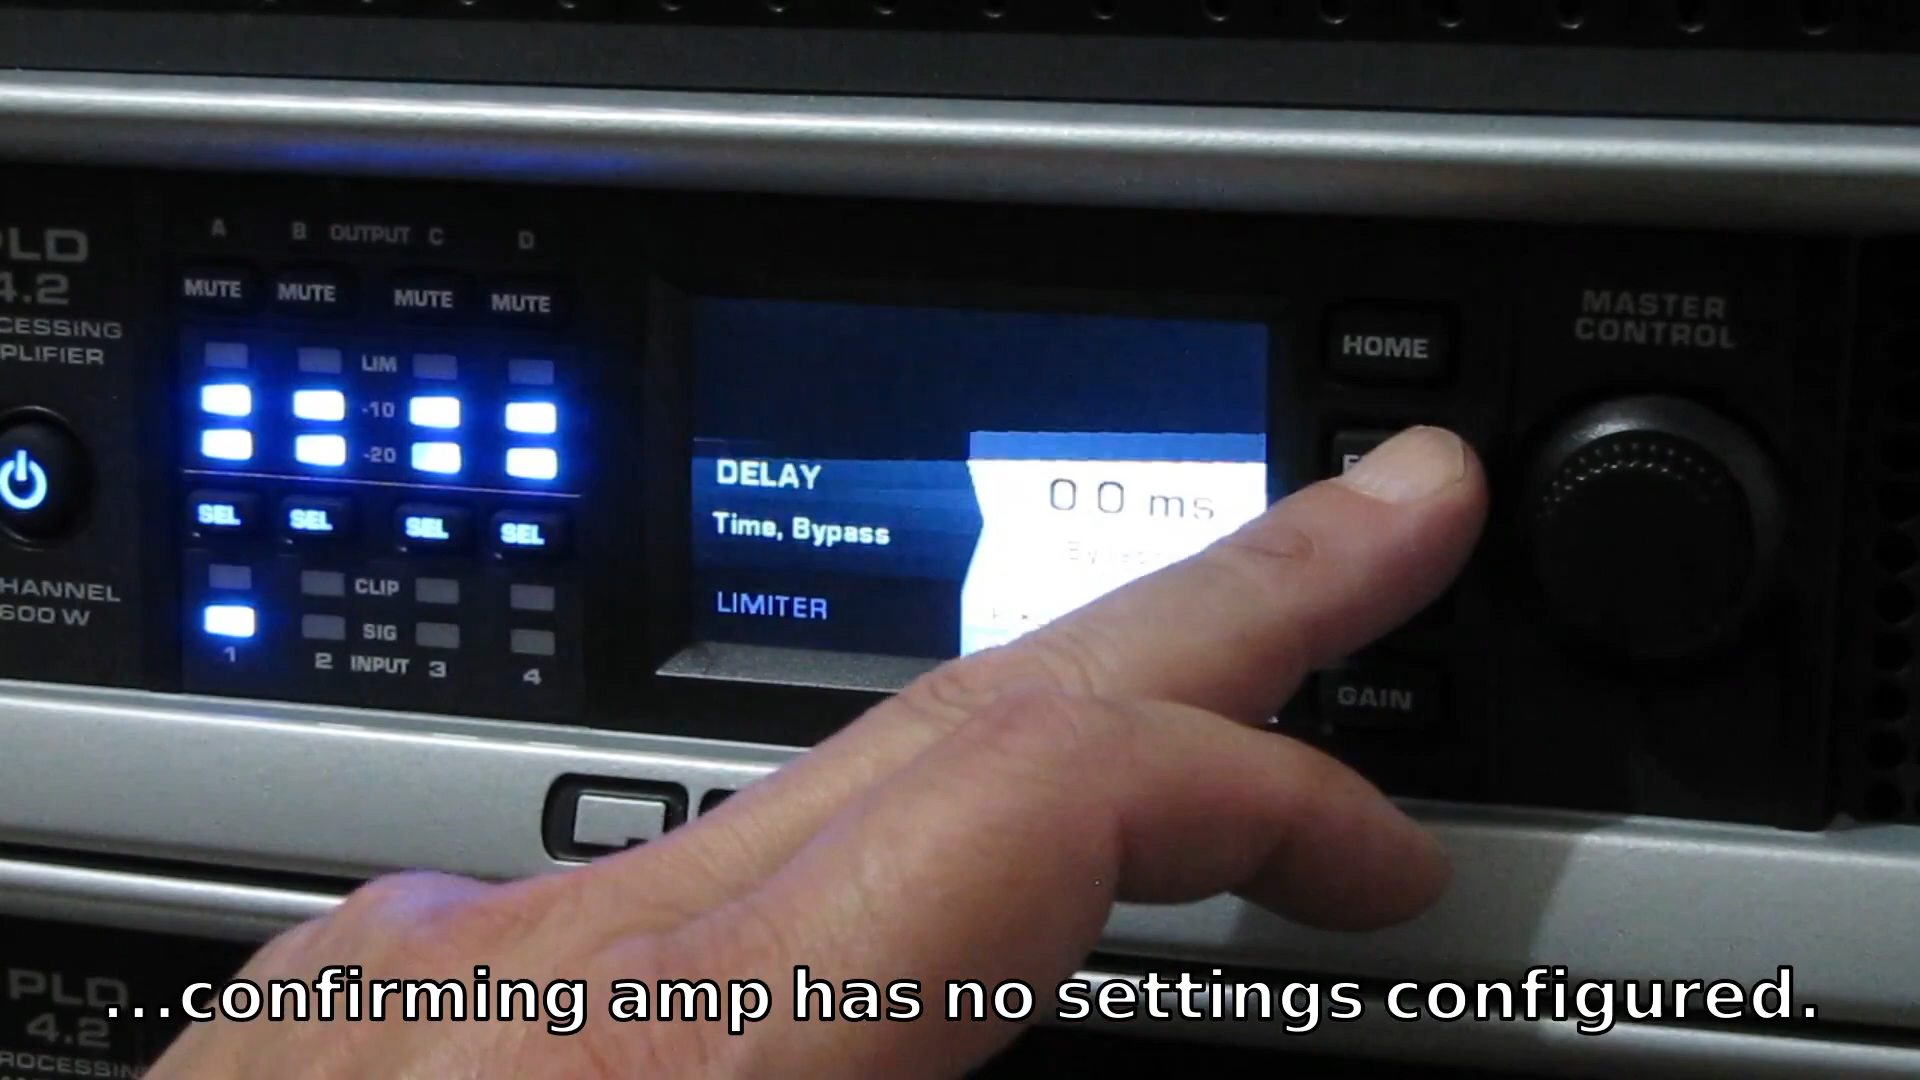 LD
4.2
CESSING
PLIFIER
HANNEL
600 W
A B OUTPUT C D
MUTE MUTE MUTE MUTE
LIM
-10
-20
SEL SEL SEL SEL
CLIP
SIG
1 2 INPUT 3 4
DELAY
Time, Bypass
LIMITER
0 0 ms
HOME
GAIN
MASTER
CONTROL
PLD
4.2
ROCESSIN
...confirming amp has no settings configured.